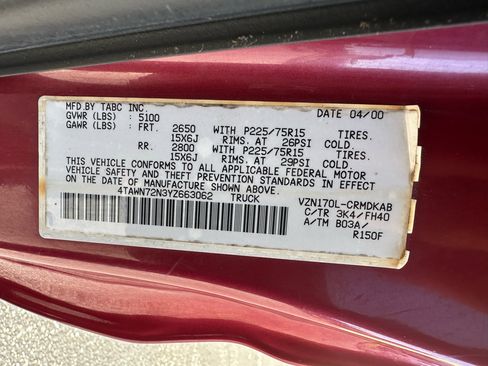 MFD BY TABC INC. DATE 04/00
GVWR (LBS) : 5100
GAWR (LBS) : FRT. 2650 WITH P225/75R15 TIRES.
15X6J RIMS. AT 26PSI COLD.
RR. 2800 WITH P225/75R15 TIRES.
15X6J RIMS. AT 29PSI COLD.
THIS VEHICLE CONFORMS TO ALL APPLICABLE FEDERAL MOTOR
VEHICLE SAFETY AND THEFT PREVENTION STANDARDS IN EFFECT ON
THE DATE OF MANUFACTURE SHOWN ABOVE.
4TAWN72N3YZ663062 TRUCK VZN170L-CRMDKAB
C/TR 3K4/FH40
A/TM B03A/
R150F